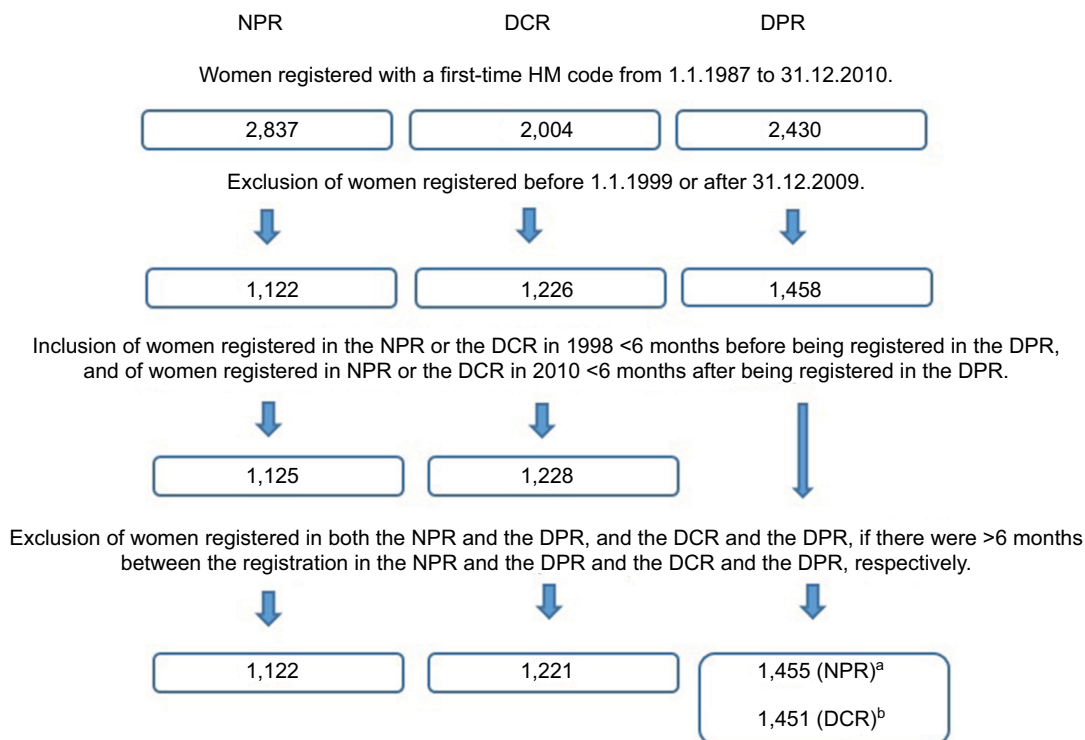 NPR DCR DPR
Women registered with a first-time HM code from 1.1.1987 to 31.12.2010.
2,837 2,004 2,430
Exclusion of women registered before 1.1.1999 or after 31.12.2009.
1,122 1,226 1,458
Inclusion of women registered in the NPR or the DCR in 1998 <6 months before being registered in the DPR,
and of women registered in NPR or the DCR in 2010 <6 months after being registered in the DPR.
1,125 1,228
Exclusion of women registered in both the NPR and the DPR, and the DCR and the DPR, if there were >6 months
between the registration in the NPR and the DPR and the DCR and the DPR, respectively.
1,122 1,221 1,455 (NPR)ᵃ
1,451 (DCR)ᵇ